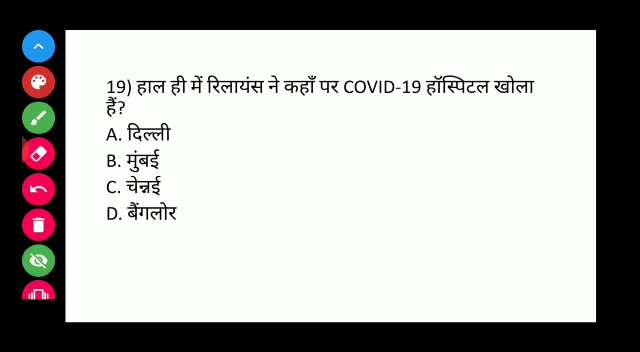 19) हाल ही में रिलायंस ने कहाँ पर COVID-19 हॉस्पिटल खोला
हैं?
A. दिल्ली
B. मुंबई
C. चेन्नई
D. बैंगलोर